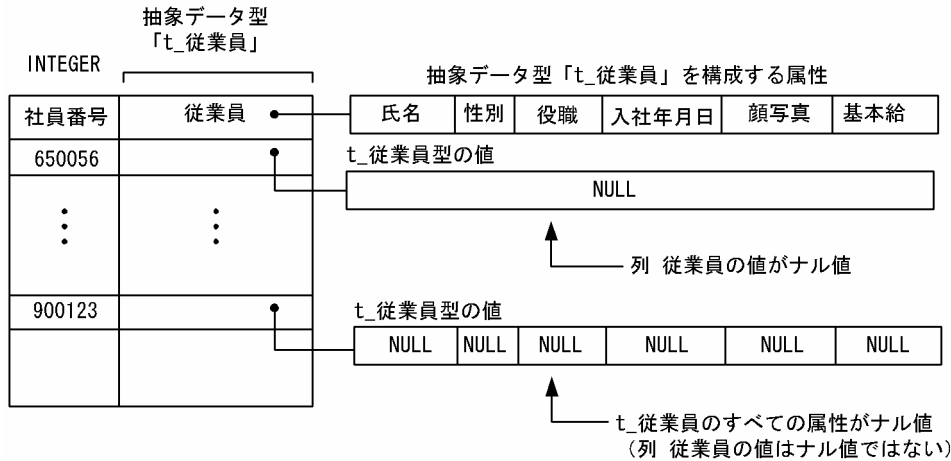 抽象データ型
「t_従業員」
INTEGER
抽象データ型「t_従業員」を構成する属性
社員番号 従業員 氏名 性別 役職 入社年月日 顔写真 基本給
t_従業員型の値
650056
NULL
列 従業員の値がナル値
t_従業員型の値
900123
NULL NULL NULL NULL NULL NULL
t_従業員のすべての属性がナル値
(列 従業員の値はナル値ではない)